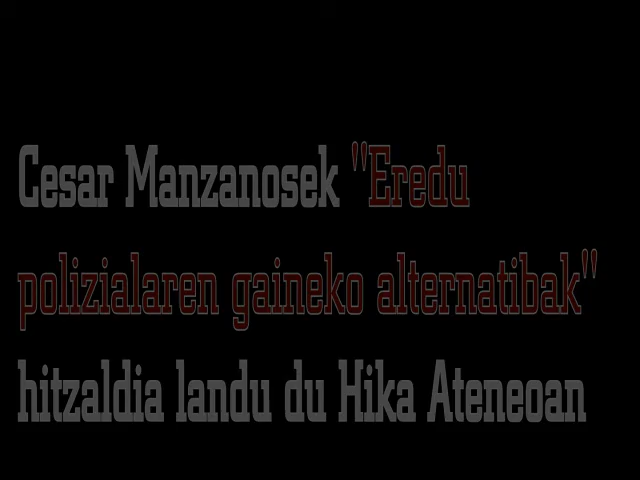 Cesar Manzanosek "Eredu
polizialaren gaineko alternatibak"
hitzaldia landu du Hika Ateneoan